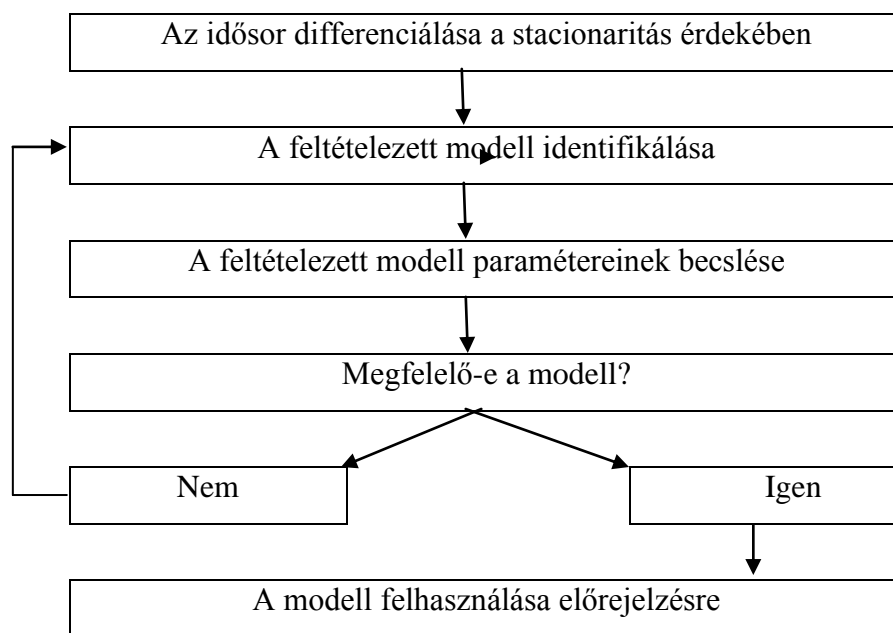 Az idősor differenciálása a stacionaritás érdekében
A feltételezett modell identifikálása
A feltételezett modell paramétereinek becslése
Megfelelő-e a modell?
Nem
Igen
A modell felhasználása előrejelzésre